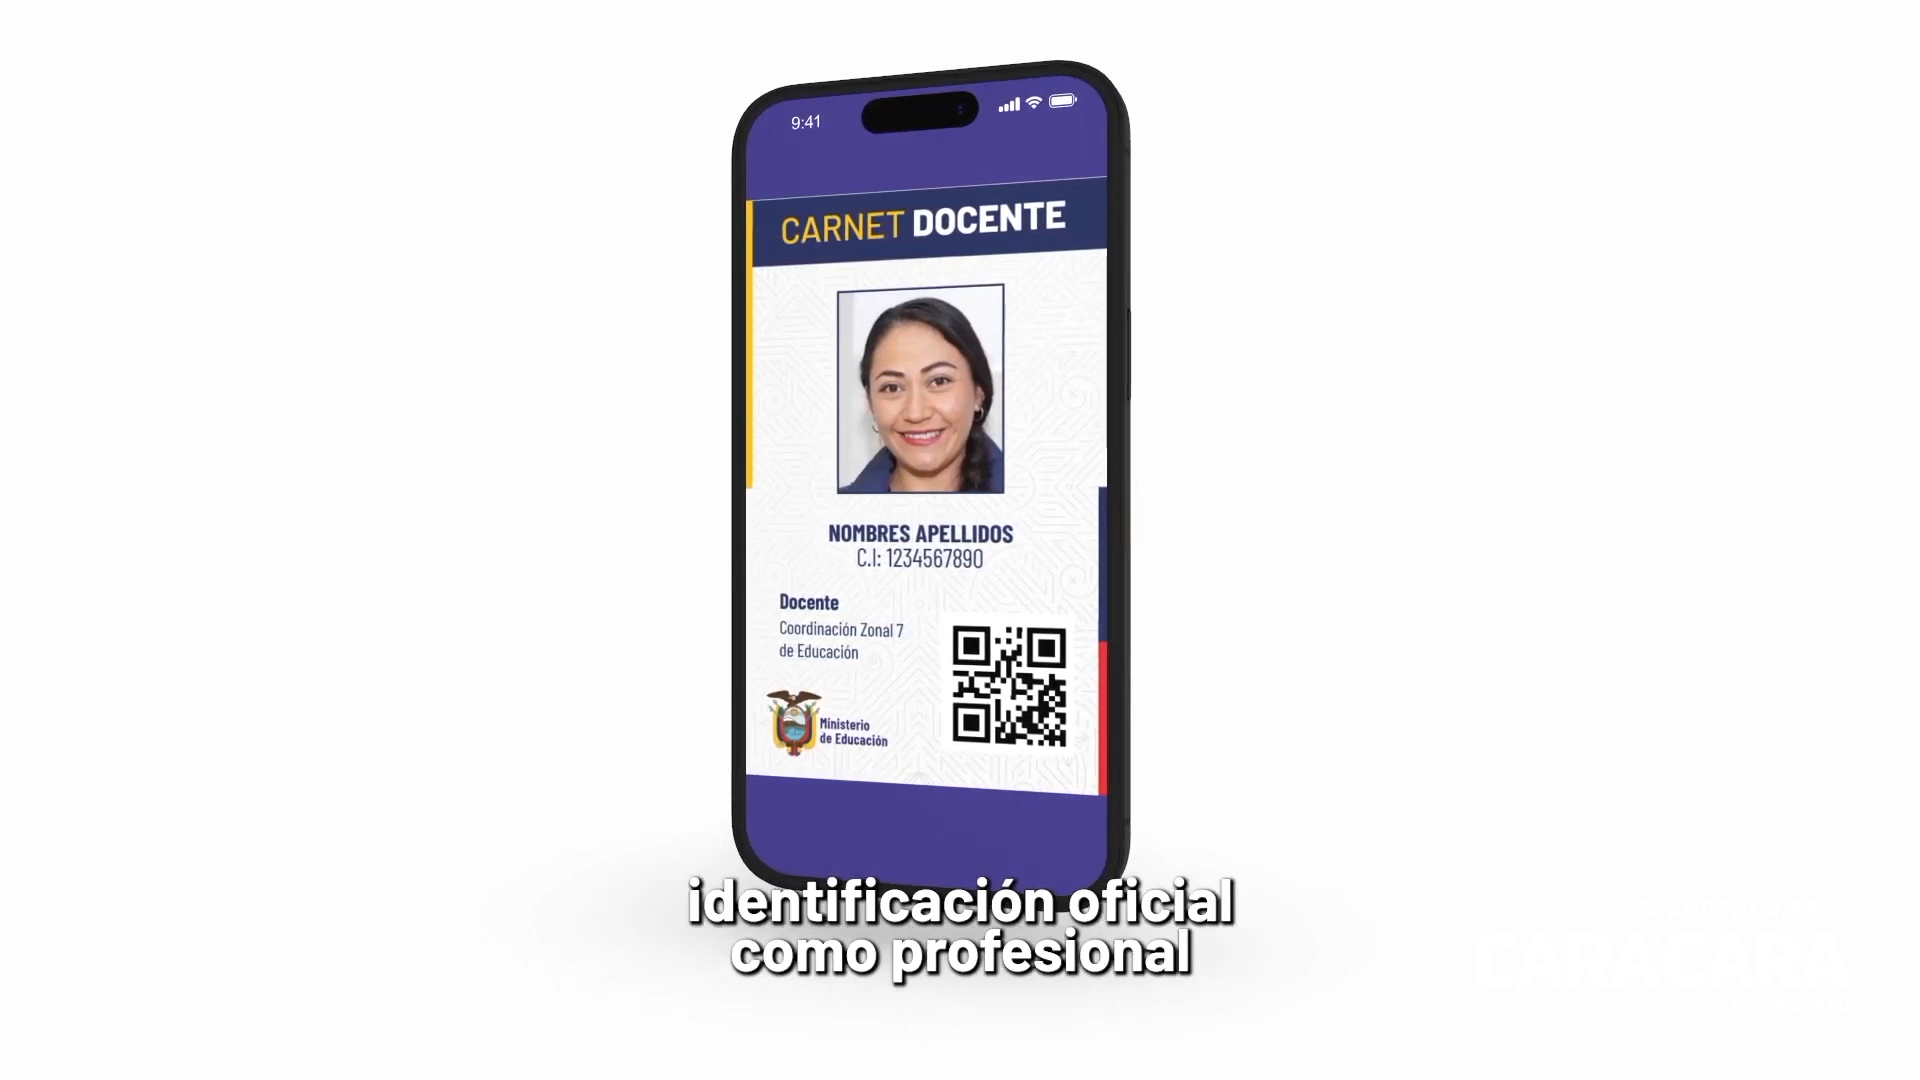 9:41
CARNET DOCENTE
NOMBRES APELLIDOS
C.I: 1234567890
Docente
Coordinación Zonal 7
de Educación
Ministerio
de Educación
identificación oficial
como profesional
CARACARA